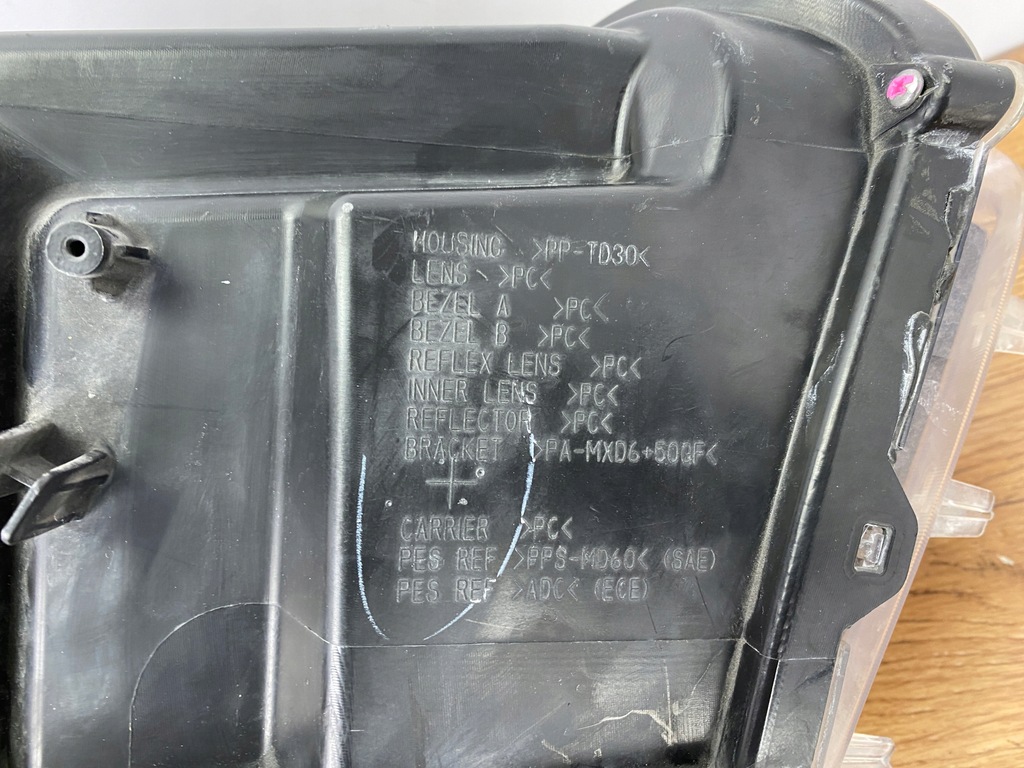 HOUSING >PP-TD30<
LENS >PC<
BEZEL A >PC<
BEZEL B >PC<
REFLEX LENS >PC<
INNER LENS >PC<
REFLECTOR >PC<
BRACKET >PA-MXD6+50GF<
CARRIER >PC<
PES REF >PPS-MD60< (SAE)
PES REF >ADC< (ECE)